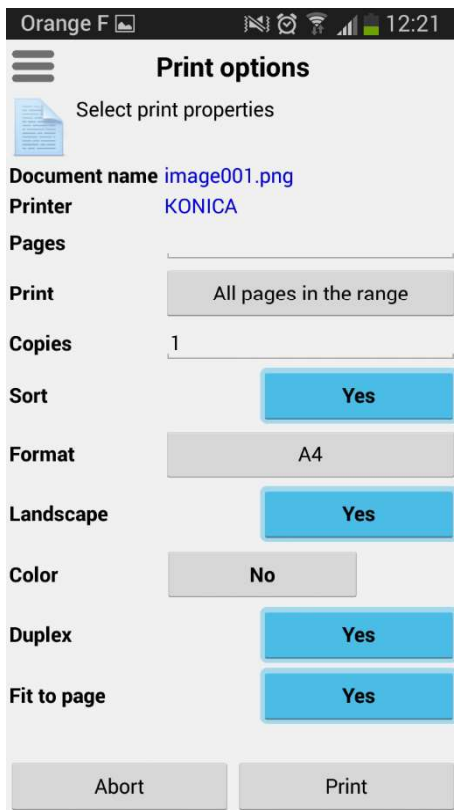 Orange F 12:21
Print options
Select print properties
Document name image001.png
Printer KONICA
Pages
Print All pages in the range
Copies 1
Sort Yes
Format A4
Landscape Yes
Color No
Duplex Yes
Fit to page Yes
Abort Print